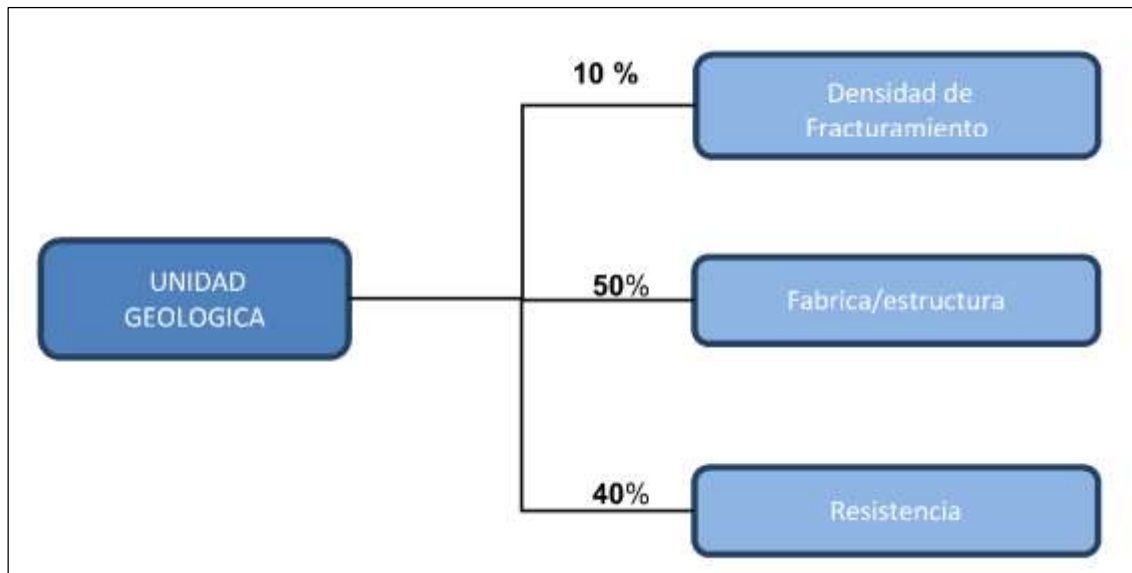 10 %
Densidad de
Fracturamiento
UNIDAD
GEOLOGICA
50%
Fabrica/estructura
40%
Resistencia